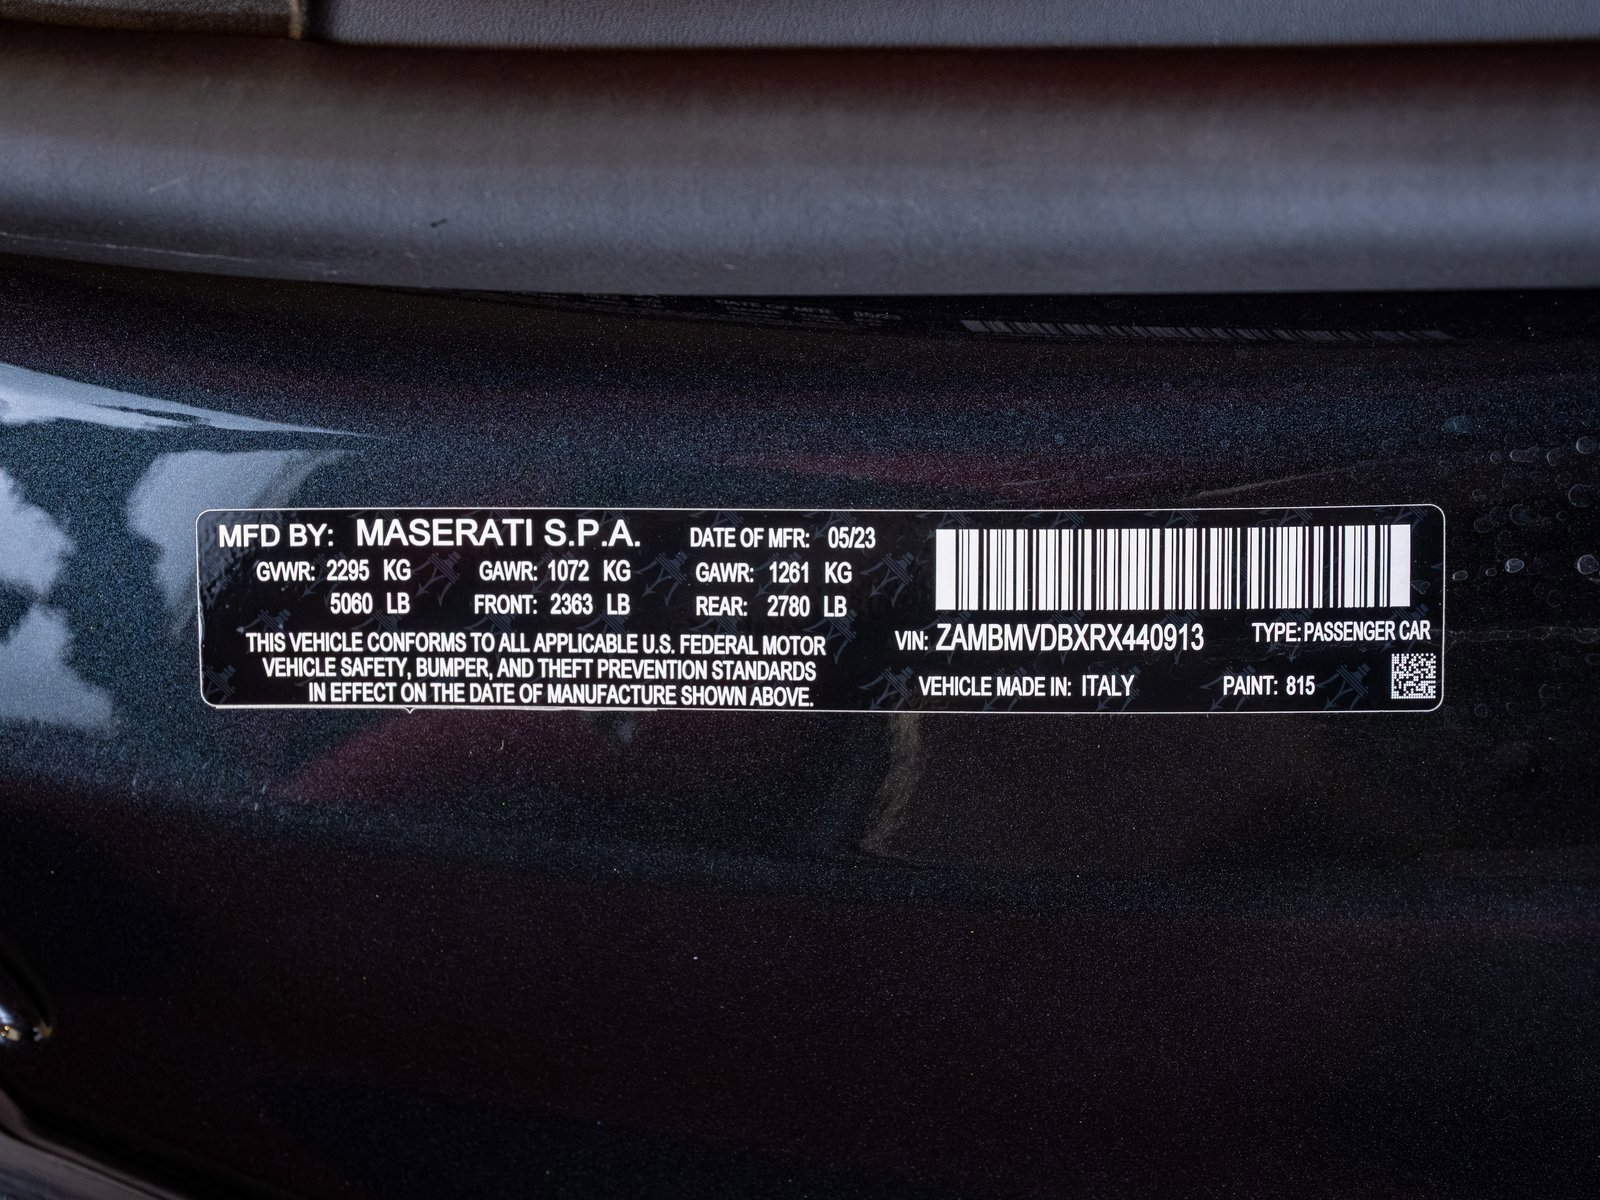 MFD BY: MASERATI S.P.A. DATE OF MFR: 05/23
GVWR: 2295 KG GAWR: 1072 KG GAWR: 1261 KG
5060 LB FRONT: 2363 LB REAR: 2780 LB
THIS VEHICLE CONFORMS TO ALL APPLICABLE U.S. FEDERAL MOTOR
VEHICLE SAFETY, BUMPER, AND THEFT PREVENTION STANDARDS
IN EFFECT ON THE DATE OF MANUFACTURE SHOWN ABOVE.
VIN: ZAMBMVDBXRX440913 TYPE: PASSENGER CAR
VEHICLE MADE IN: ITALY PAINT: 815